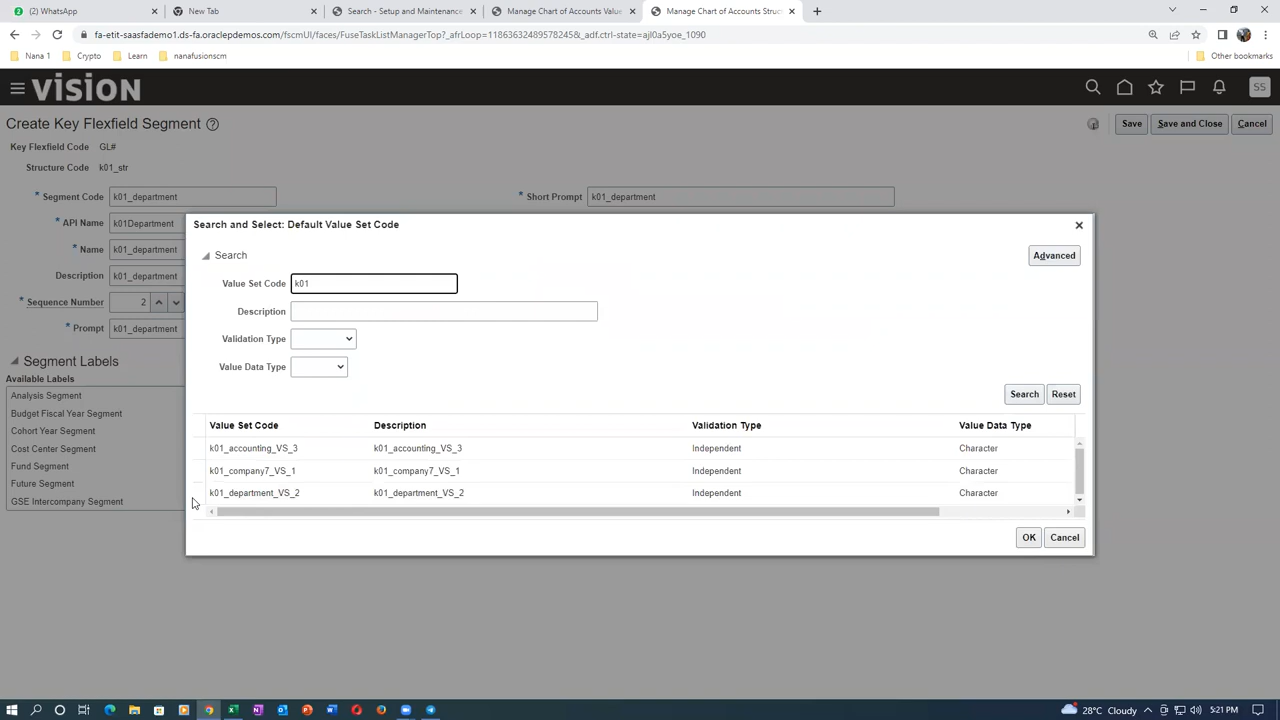 (2) WhatsApp
New Tab
Search - Setup and Maintenance
Manage Chart of Accounts Value
Manage Chart of Accounts Struc
fa-etit-saasfademo1.ds-fa.oraclepdemos.com/fscmUI/faces/FuseTaskListManagerTop?_afrLoop=11863632489578245&_adf.ctrl-state=ajl0a5yoe_1090
Nana 1
Crypto
Learn
nanafusionscm
Other bookmarks
VISION
SS
Create Key Flexfield Segment
Save
Save and Close
Cancel
Key Flexfield Code GL#
Structure Code k01_str
* Segment Code k01_department
* Short Prompt k01_department
* API Name k01Department
* Name k01_department
Description k01_department
* Sequence Number 2
* Prompt k01_department
Segment Labels
Available Labels
Analysis Segment
Budget Fiscal Year Segment
Cohort Year Segment
Cost Center Segment
Fund Segment
Future Segment
GSE Intercompany Segment
Search and Select: Default Value Set Code
Search
Advanced
Value Set Code k01
Description
Validation Type
Value Data Type
Search
Reset
Value Set Code Description Validation Type Value Data Type
k01_accounting_VS_3 k01_accounting_VS_3 Independent Character
k01_company7_VS_1 k01_company7_VS_1 Independent Character
k01_department_VS_2 k01_department_VS_2 Independent Character
OK
Cancel
28°C Cloudy
5:21 PM